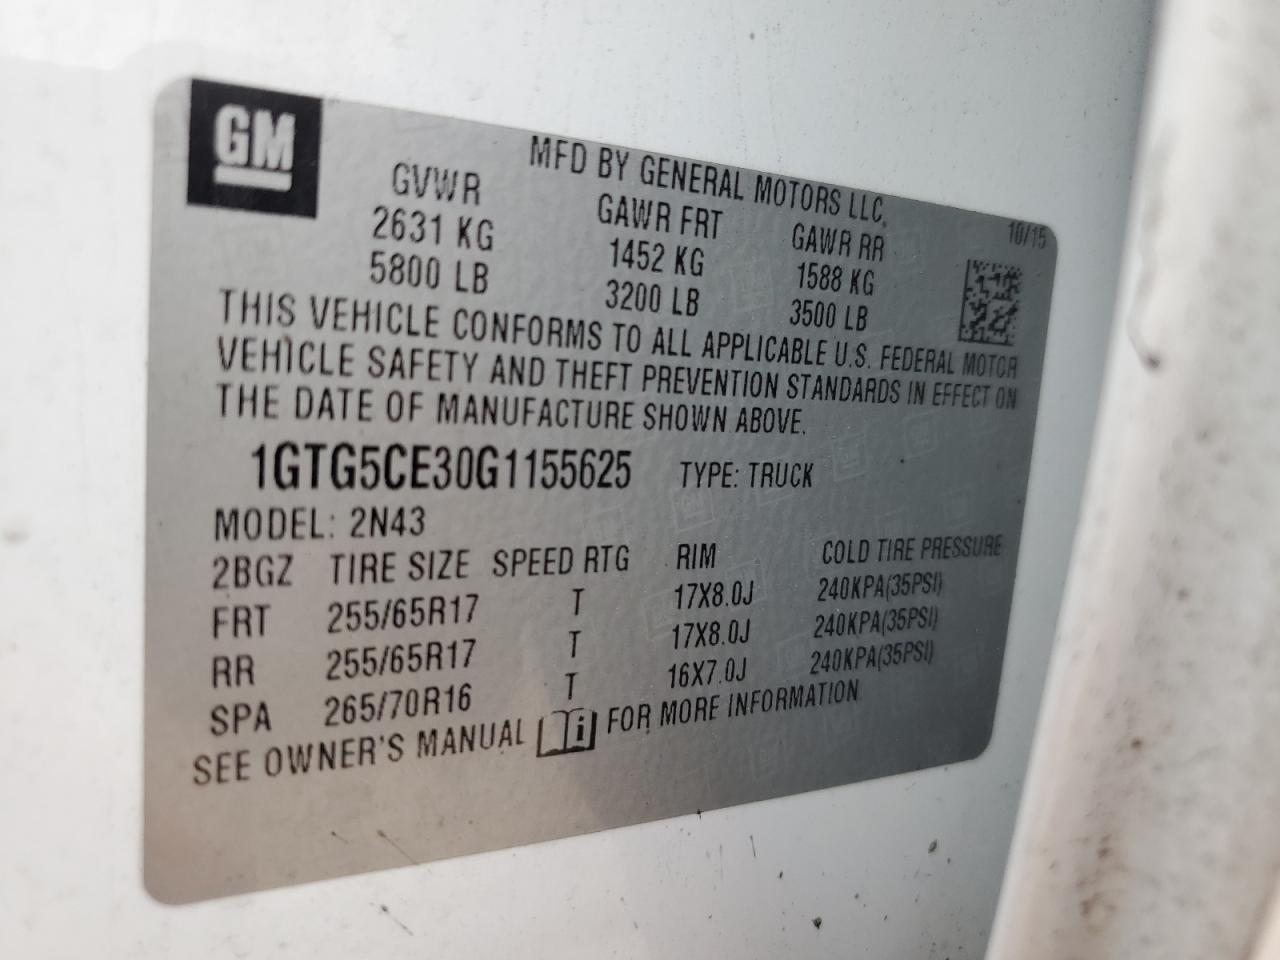 GM
MFD BY GENERAL MOTORS LLC,
10/15
GVWR GAWR FRT GAWR RR
2631 KG 1452 KG 1588 KG
5800 LB 3200 LB 3500 LB
THIS VEHICLE CONFORMS TO ALL APPLICABLE U.S. FEDERAL MOTOR
VEHICLE SAFETY AND THEFT PREVENTION STANDARDS IN EFFECT ON
THE DATE OF MANUFACTURE SHOWN ABOVE.
1GTG5CE30G1155625 TYPE: TRUCK
MODEL: 2N43
2BGZ TIRE SIZE SPEED RTG RIM COLD TIRE PRESSURE
FRT 255/65R17 T 17X8.0J 240KPA(35PSI)
RR 255/65R17 T 17X8.0J 240KPA(35PSI)
SPA 265/70R16 T 16X7.0J 240KPA(35PSI)
SEE OWNER'S MANUAL i FOR MORE INFORMATION